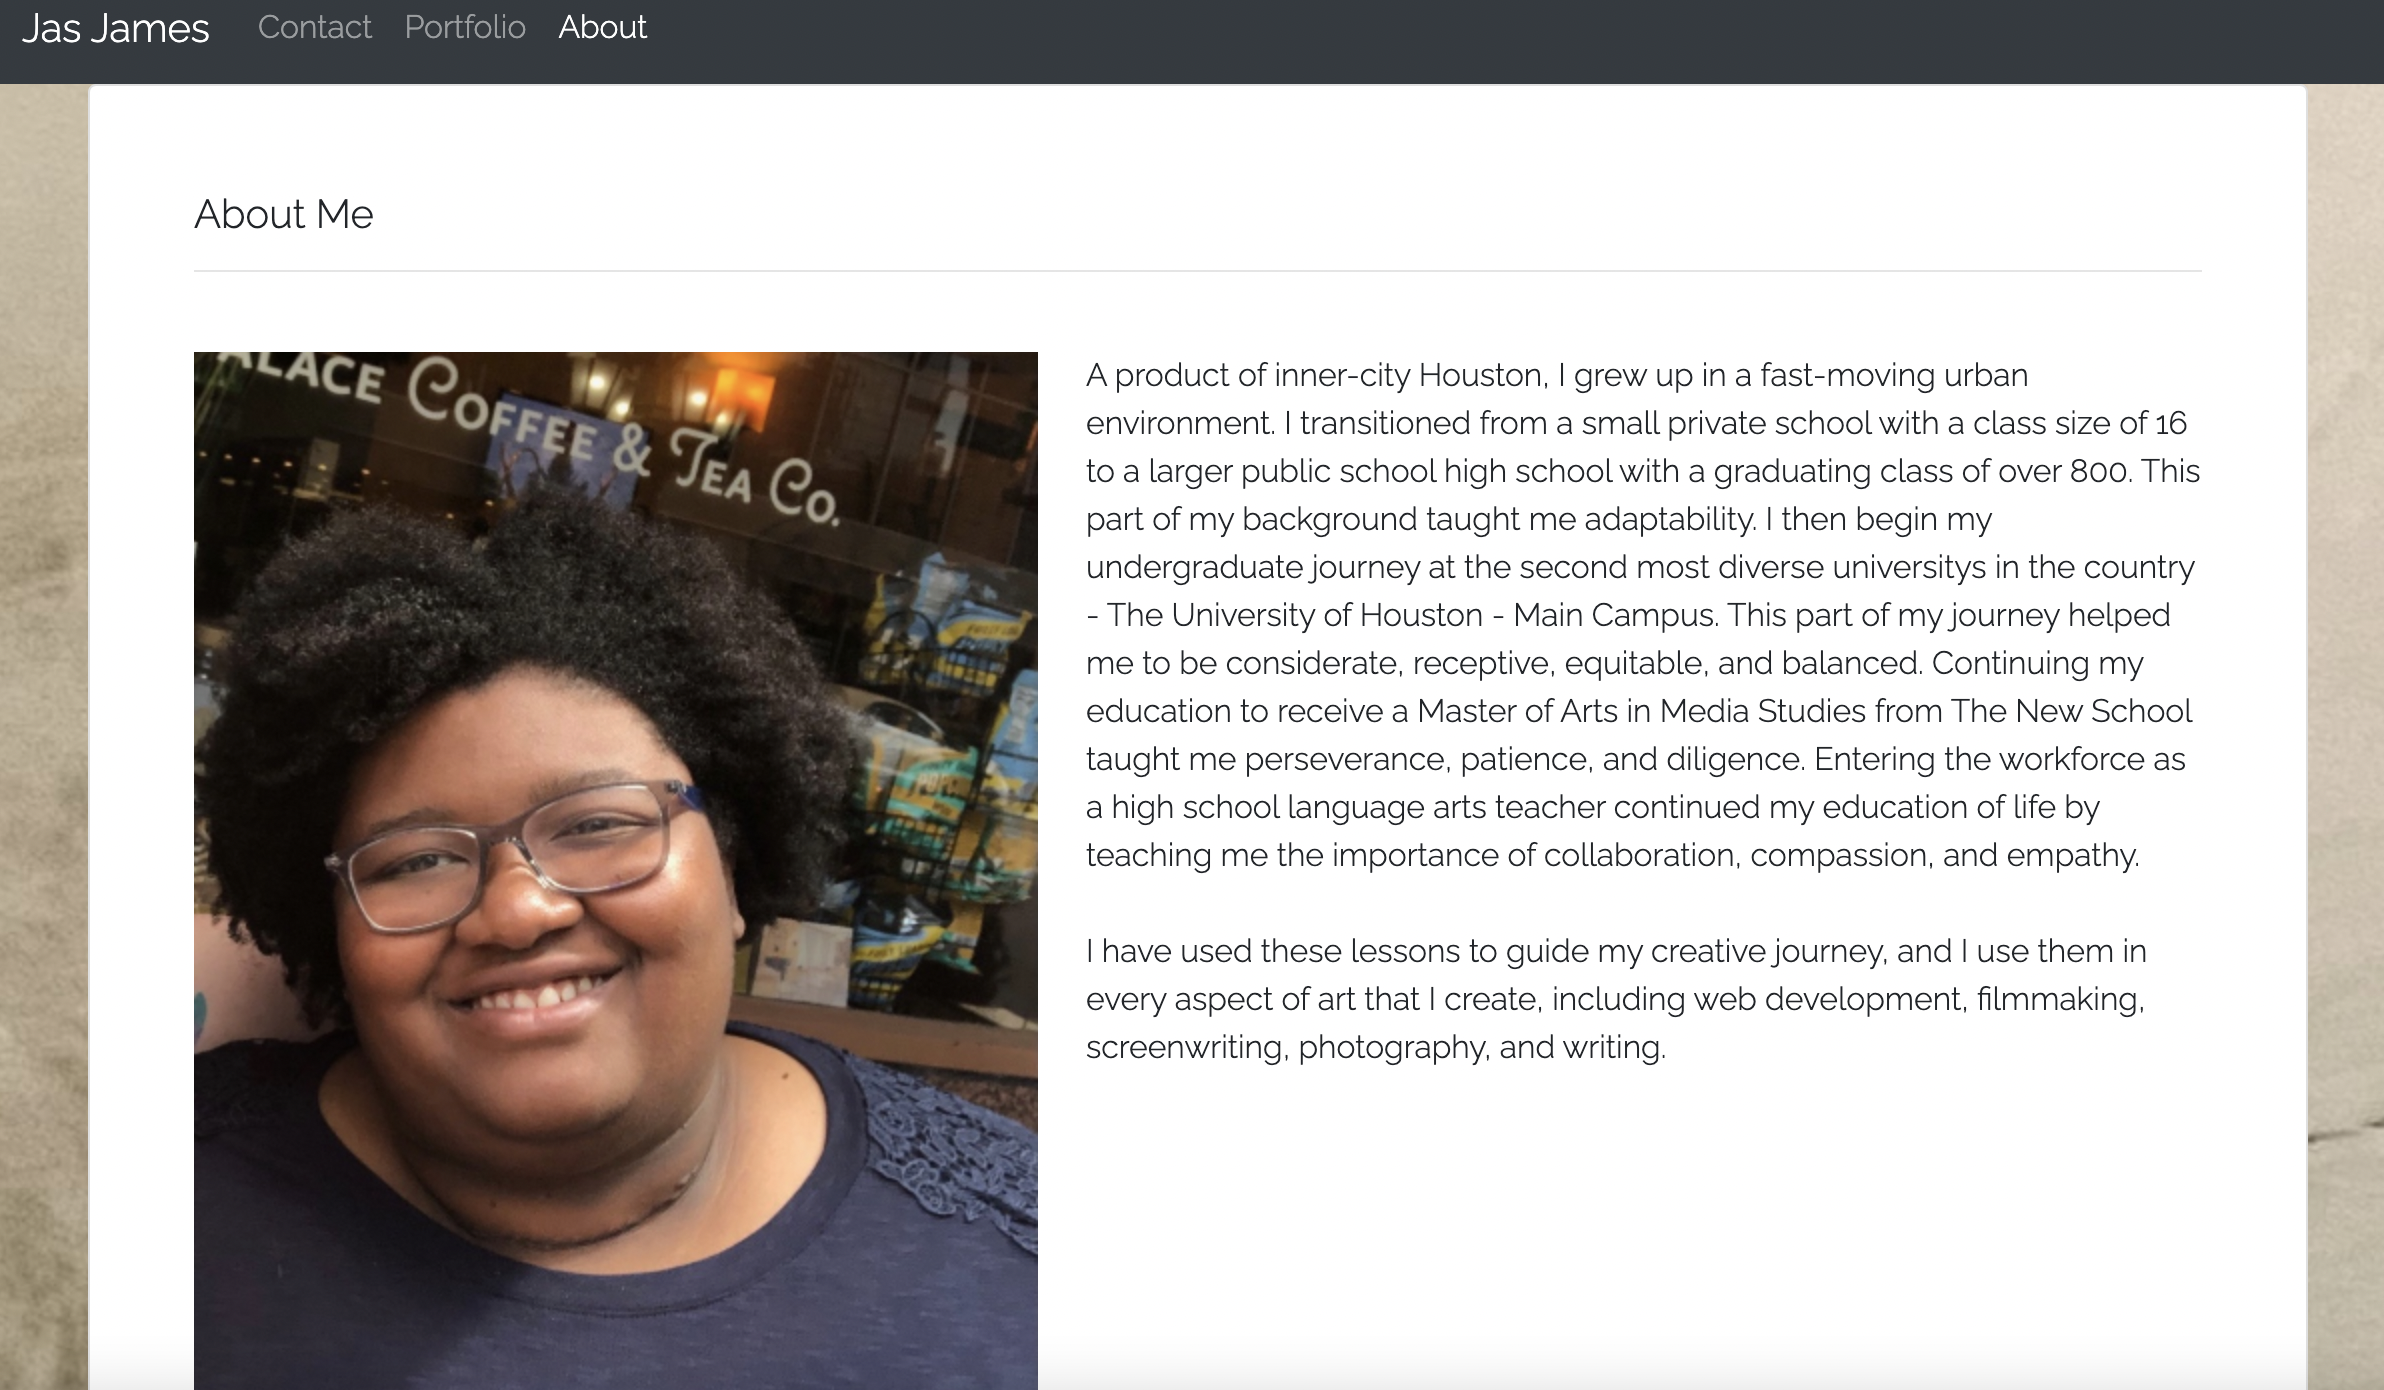 Jas James Contact Portfolio About
About Me
ALACE COFFEE & TEA Co.
A product of inner-city Houston, I grew up in a fast-moving urban
environment. I transitioned from a small private school with a class size of 16
to a larger public school high school with a graduating class of over 800. This
part of my background taught me adaptability. I then begin my
undergraduate journey at the second most diverse universitys in the country
- The University of Houston - Main Campus. This part of my journey helped
me to be considerate, receptive, equitable, and balanced. Continuing my
education to receive a Master of Arts in Media Studies from The New School
taught me perseverance, patience, and diligence. Entering the workforce as
a high school language arts teacher continued my education of life by
teaching me the importance of collaboration, compassion, and empathy.
I have used these lessons to guide my creative journey, and I use them in
every aspect of art that I create, including web development, filmmaking,
screenwriting, photography, and writing.